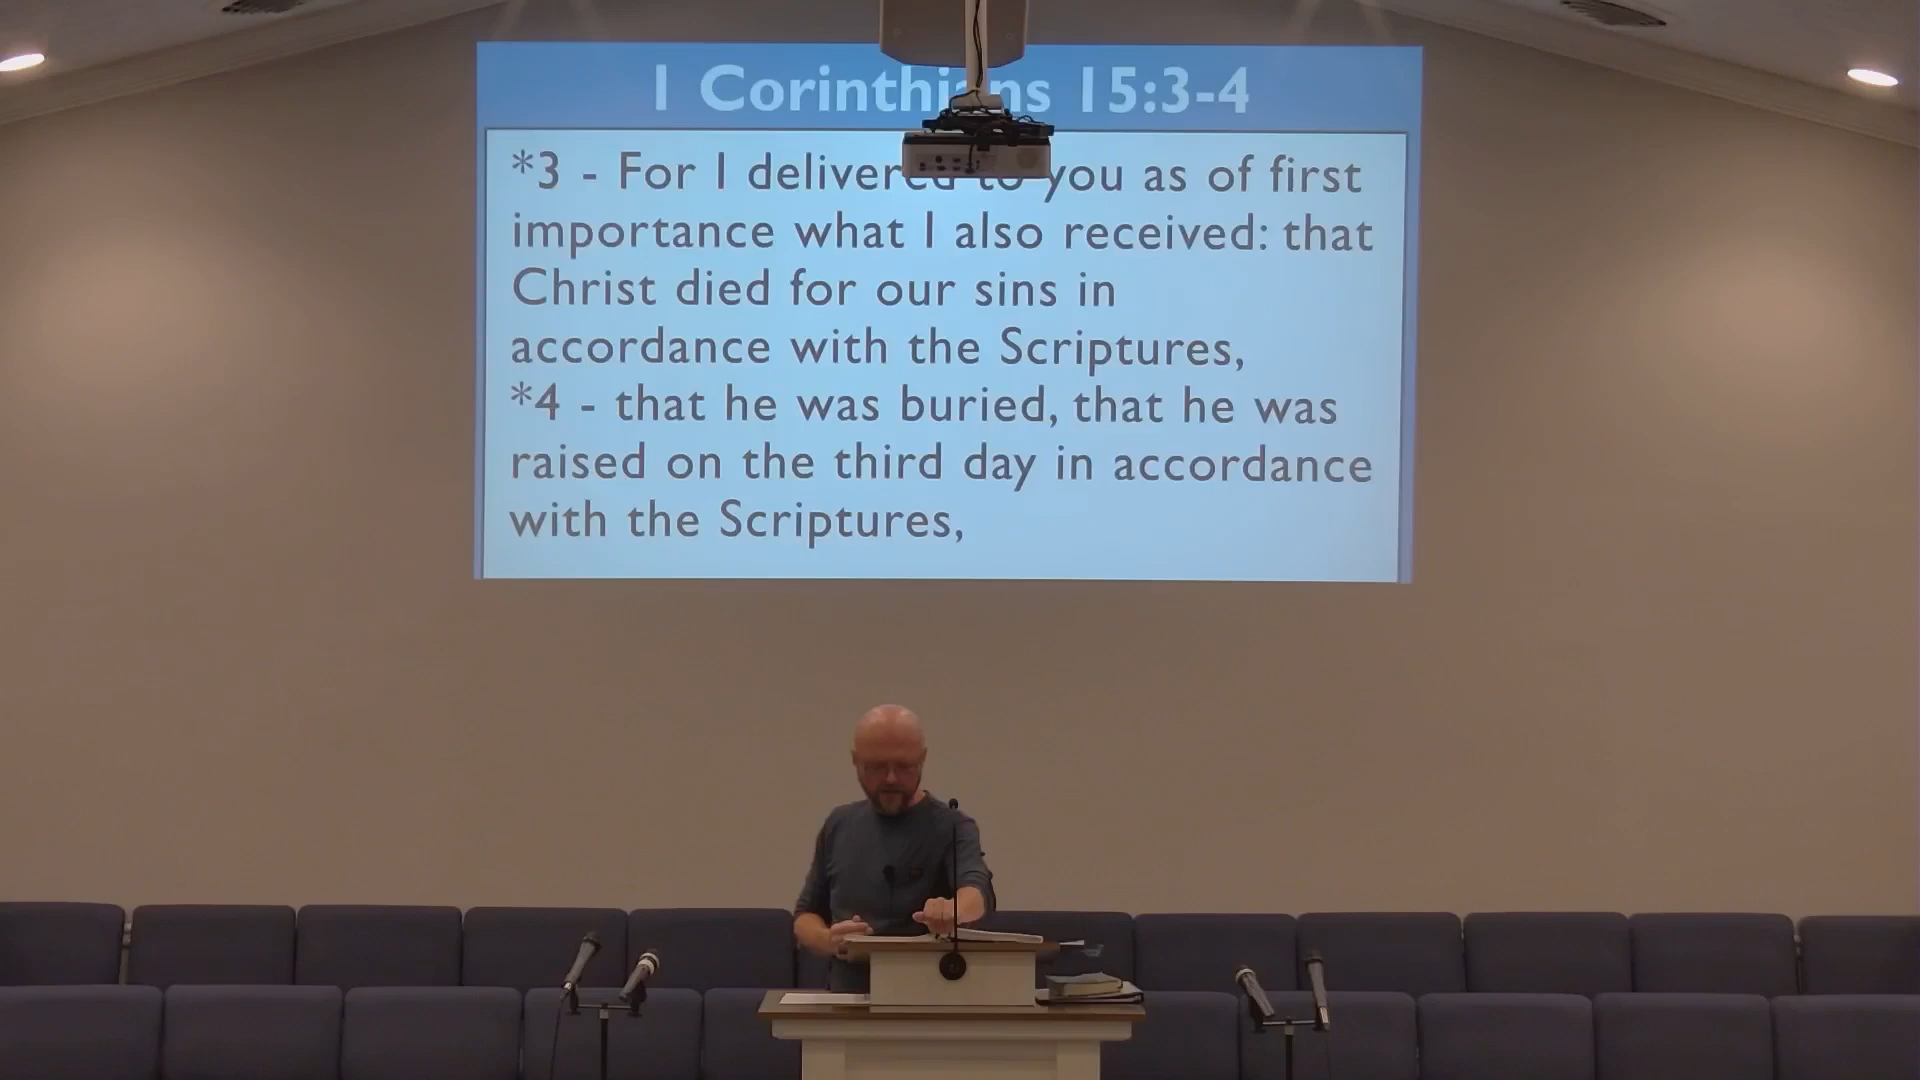 1 Corinthians 15:3-4
*3 - For I delivered to you as of first
importance what I also received: that
Christ died for our sins in
accordance with the Scriptures,
*4 - that he was buried, that he was
raised on the third day in accordance
with the Scriptures,